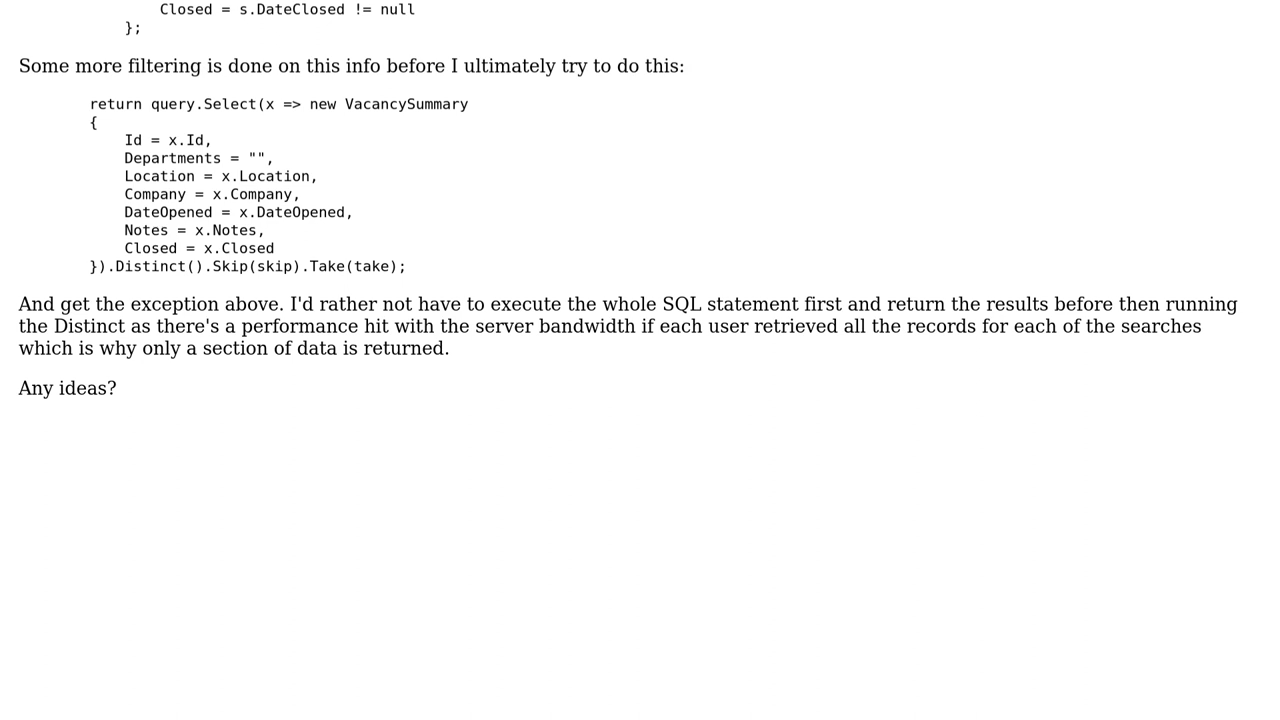 Closed = s.DateClosed != null
};
Some more filtering is done on this info before I ultimately try to do this:
return query.Select(x => new VacancySummary
{
Id = x.Id,
Departments = "",
Location = x.Location,
Company = x.Company,
DateOpened = x.DateOpened,
Notes = x.Notes,
Closed = x.Closed
}).Distinct().Skip(skip).Take(take);
And get the exception above. I'd rather not have to execute the whole SQL statement first and return the results before then running
the Distinct as there's a performance hit with the server bandwidth if each user retrieved all the records for each of the searches
which is why only a section of data is returned.
Any ideas?